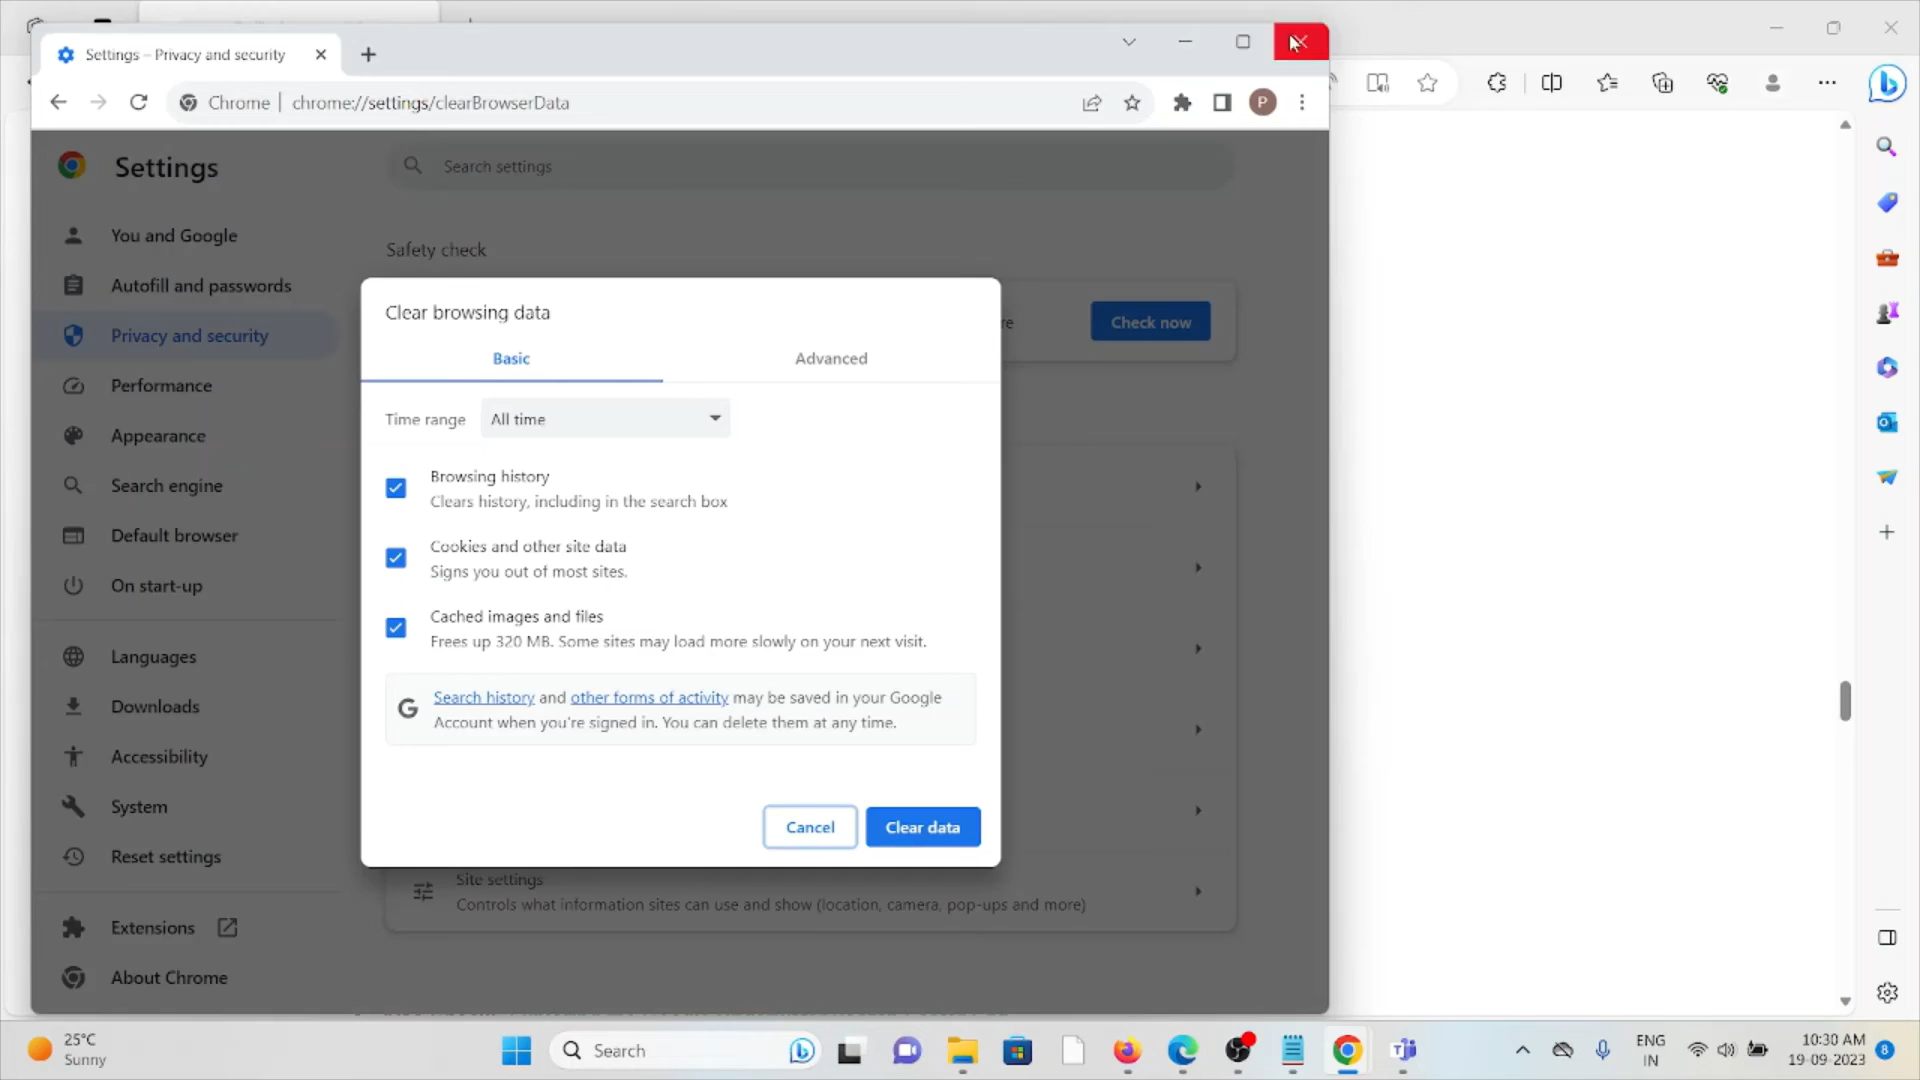 Settings – Privacy and security
Chrome | chrome://settings/clearBrowserData
P
Settings
Search settings
You and Google
Autofill and passwords
Privacy and security
Performance
Appearance
Search engine
Default browser
On start-up
Languages
Downloads
Accessibility
System
Reset settings
Extensions
About Chrome
Safety check
re
Check now
Clear browsing data
Basic
Advanced
Time range
All time
Browsing history
Clears history, including in the search box
Cookies and other site data
Signs you out of most sites.
Cached images and files
Frees up 320 MB. Some sites may load more slowly on your next visit.
Search history and other forms of activity may be saved in your Google
Account when you're signed in. You can delete them at any time.
Cancel
Clear data
Site settings
Controls what information sites can use and show (location, camera, pop-ups and more)
25°C
Sunny
Search
ENG
IN
10:30 AM
19-09-2023
8